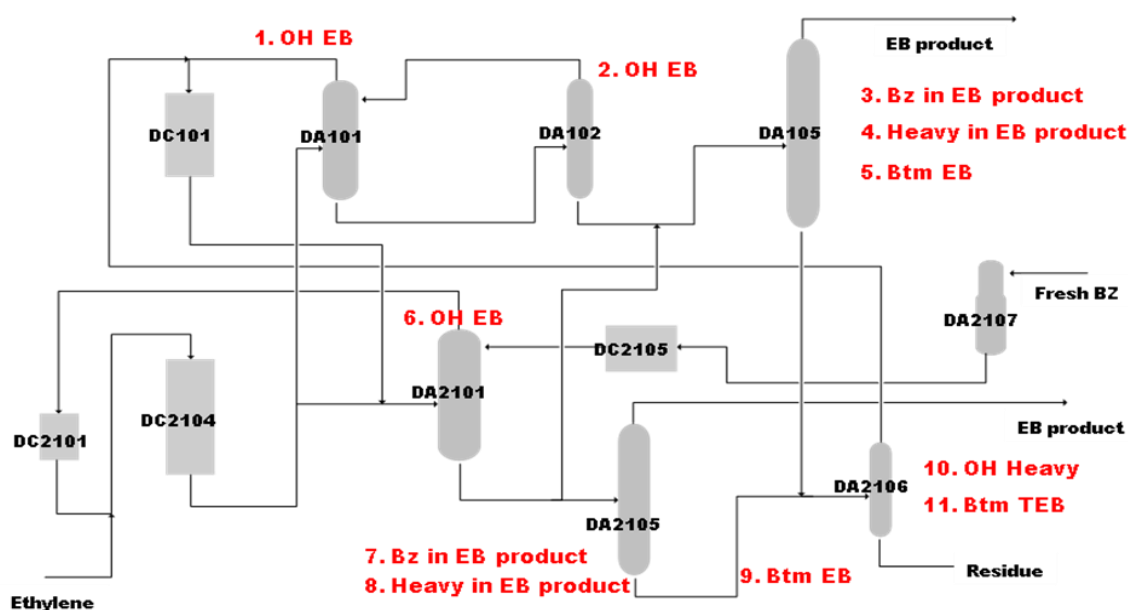 1. OH EB
2. OH EB
EB product
3. Bz in EB product
4. Heavy in EB product
5. Btm EB
DC101
DA101
DA102
DA105
Fresh BZ
DA2107
6. OH EB
DC2105
DA2101
DC2104
DC2101
EB product
DA2105
DA2106
10. OH Heavy
11. Btm TEB
7. Bz in EB product
8. Heavy in EB product
9. Btm EB
Residue
Ethylene